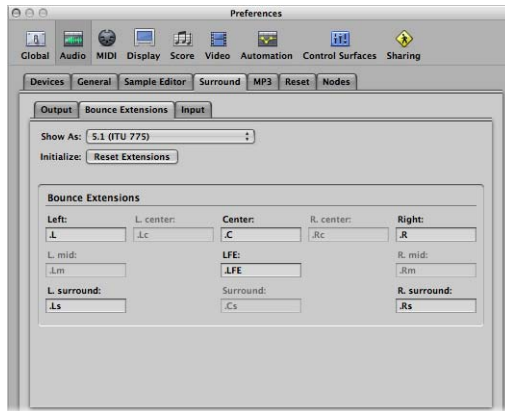 Preferences
Global Audio MIDI Display Score Video Automation Control Surfaces Sharing
Devices General Sample Editor Surround MP3 Reset Nodes
Output Bounce Extensions Input
Show As: 5.1 (ITU 775)
Initialize: Reset Extensions
Bounce Extensions
Left: L. center: Center: R. center: Right:
.L .Lc .C .Rc .R
L. mid: LFE: R. mid:
.Lm .LFE .Rm
L. surround: Surround: R. surround:
.Ls .Cs .Rs